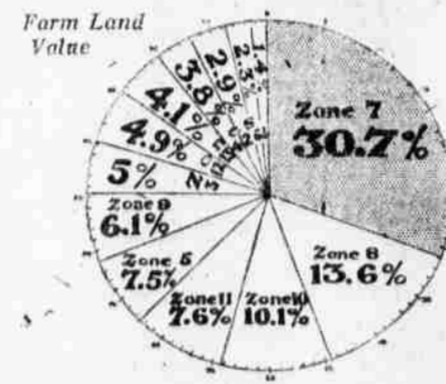 Farm Land
Value
Zone 7
30.7%
Zone 8
13.6%
Zone 10
10.1%
Zone 11
7.6%
Zone 5
7.5%
Zone 9
6.1%
5%
4.9%
4.1%
3.8%
2.9%
2.3%
1.4%